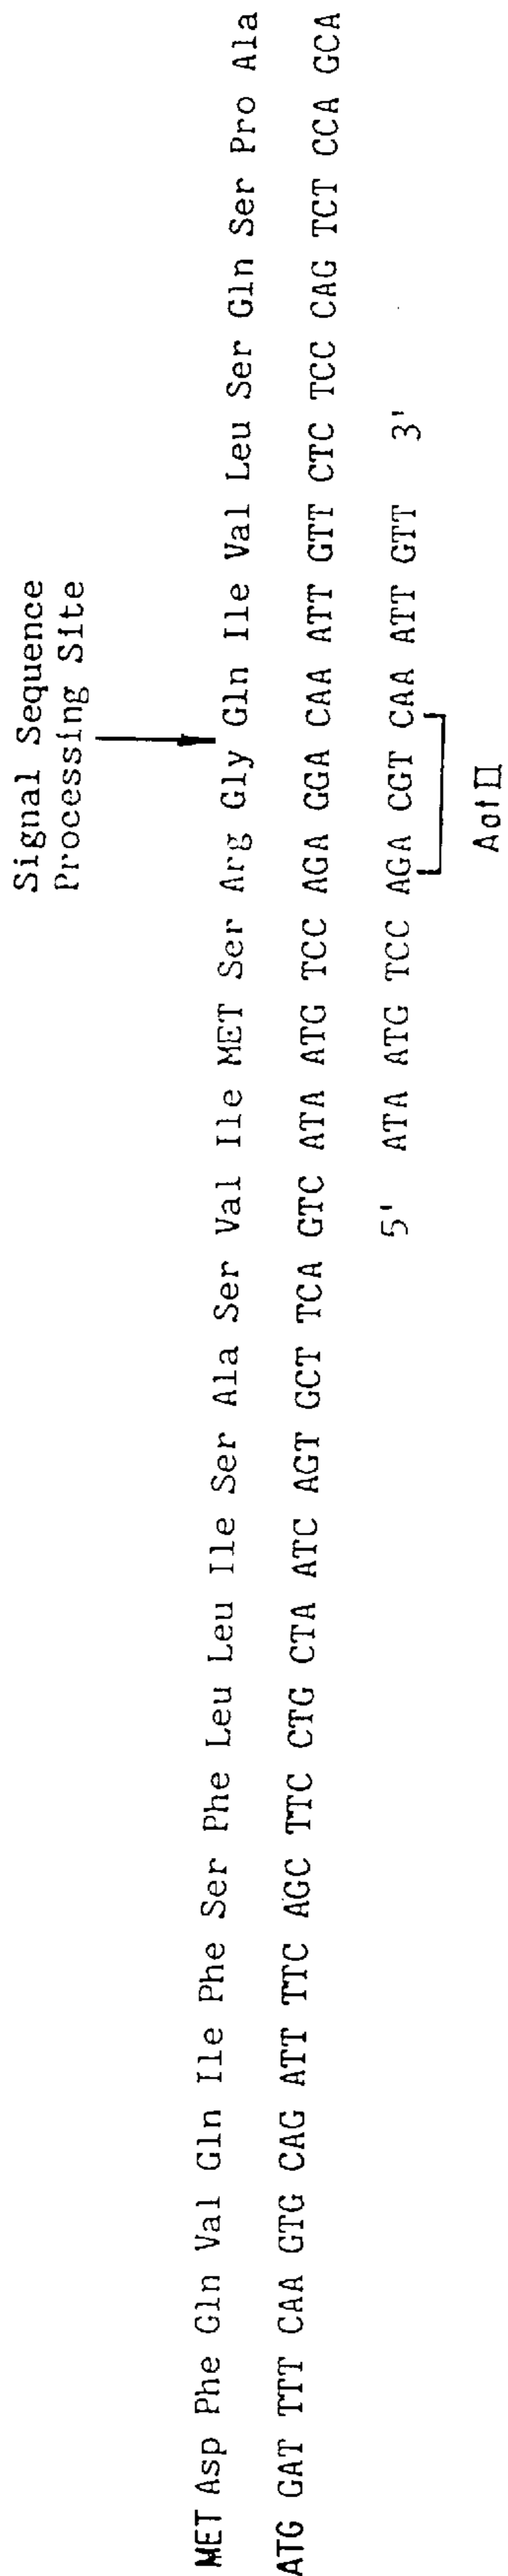 Signal Sequence
Processing Site
MET Asp Phe Gln Val Gln Ile Phe Ser Phe Leu Leu Ile Ser Ala Ser Val Ile MET Ser Arg Gly Gln Ile Val Leu Ser Gln Ser Pro Ala
ATG GAT TTT CAA GTG CAG ATT TTC AGC TTC CTG CTA ATC AGT GCT TCA GTC ATA ATG TCC AGA GGA CAA ATT GTT CTC TCC CAG TCT CCA GCA
5' ATA ATG TCC AGA CGT CAA ATT GTT 3'
Aat II